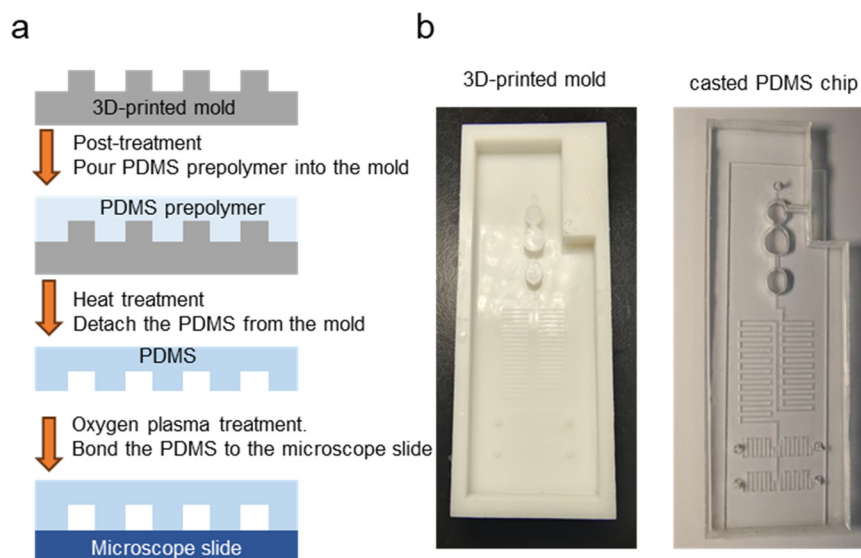 a
3D-printed mold
Post-treatment
Pour PDMS prepolymer into the mold
PDMS prepolymer
Heat treatment
Detach the PDMS from the mold
PDMS
Oxygen plasma treatment.
Bond the PDMS to the microscope slide
Microscope slide
b
3D-printed mold
casted PDMS chip